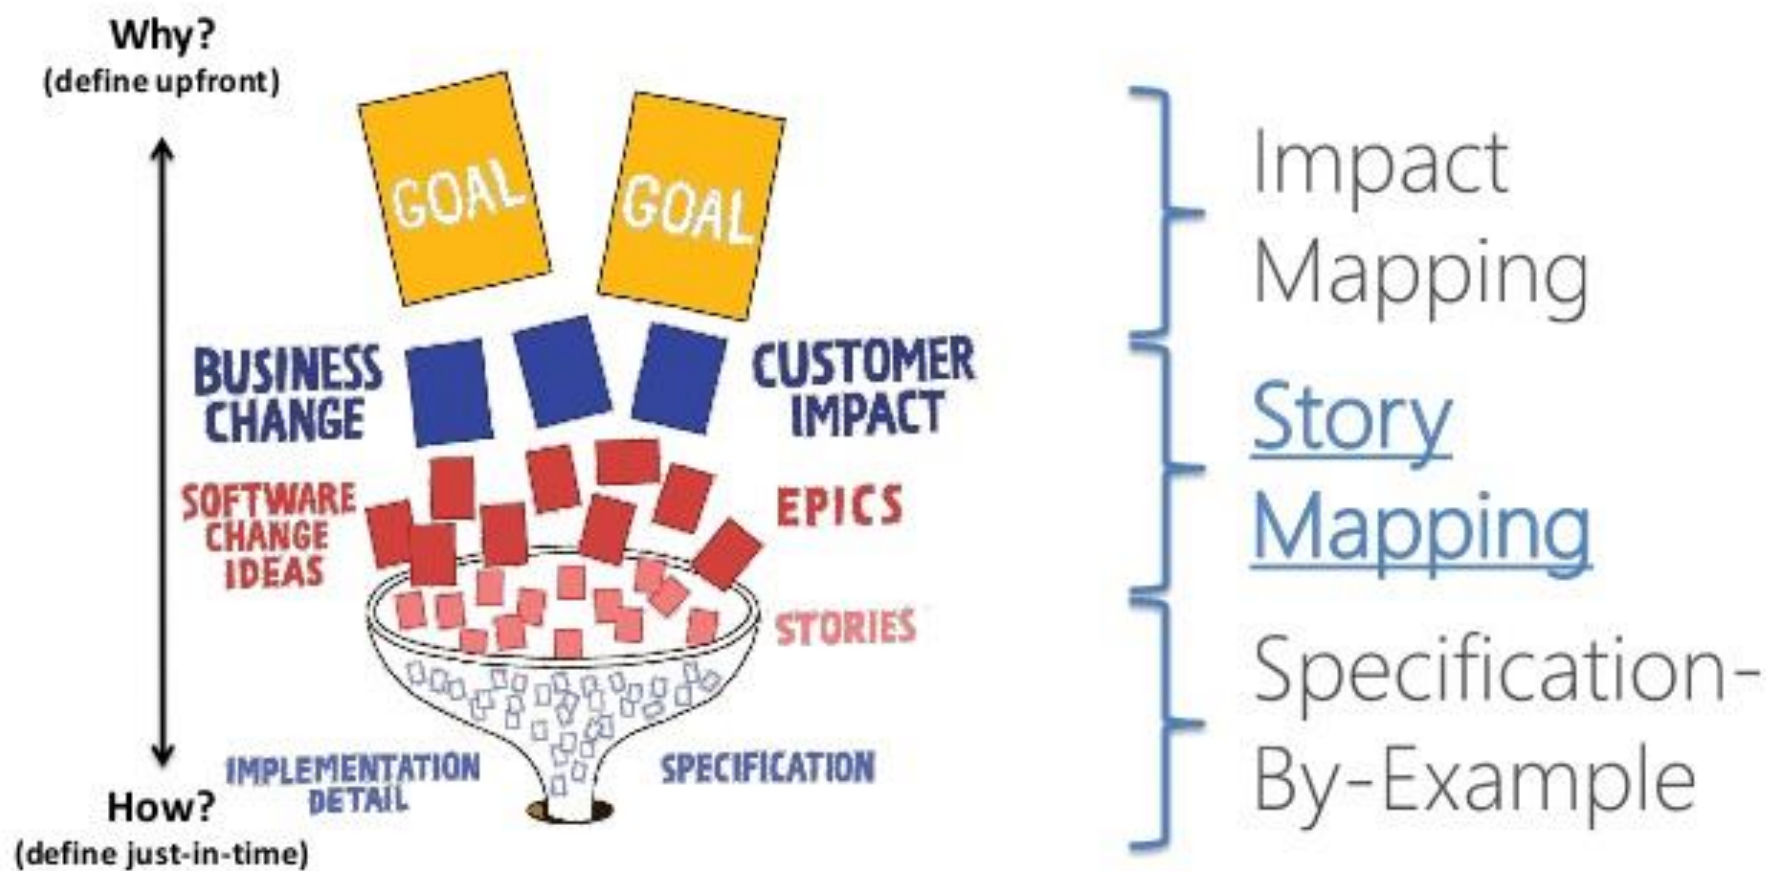 Why?
(define upfront)
GOAL
GOAL
BUSINESS
CHANGE
CUSTOMER
IMPACT
SOFTWARE
CHANGE
IDEAS
EPICS
STORIES
IMPLEMENTATION
DETAIL
SPECIFICATION
How?
(define just-in-time)
Impact
Mapping
Story
Mapping
Specification-
By-Example